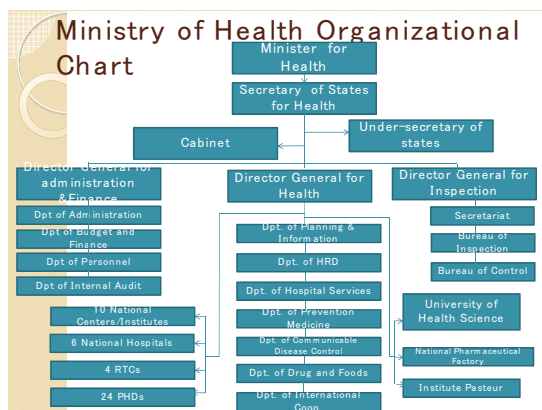 Ministry of Health Organizational
Chart
Minister for
Health
Secretary of States
for Health
Under-secretary of
states
Cabinet
Director General for
administration
&Finance
Director General for
Health
Director General for
Inspection
Dpt of Administration
Dpt of Budget and
Finance
Dpt of Personnel
Dpt of Internal Audit
Dpt. of Planning &
Information
Dpt. of HRD
Dpt. of Hospital Services
Dpt. of Prevention
Medicine
Dpt. of Communicable
Disease Control
Dpt. of Drug and Foods
Dpt. of International
Coop
Secretariat
Bureau of
Inspection
Bureau of Control
10 National
Centers/Institutes
6 National Hospitals
4 RTCs
24 PHDs
University of
Health Science
National Pharmaceutical
Factory
Institute Pasteur